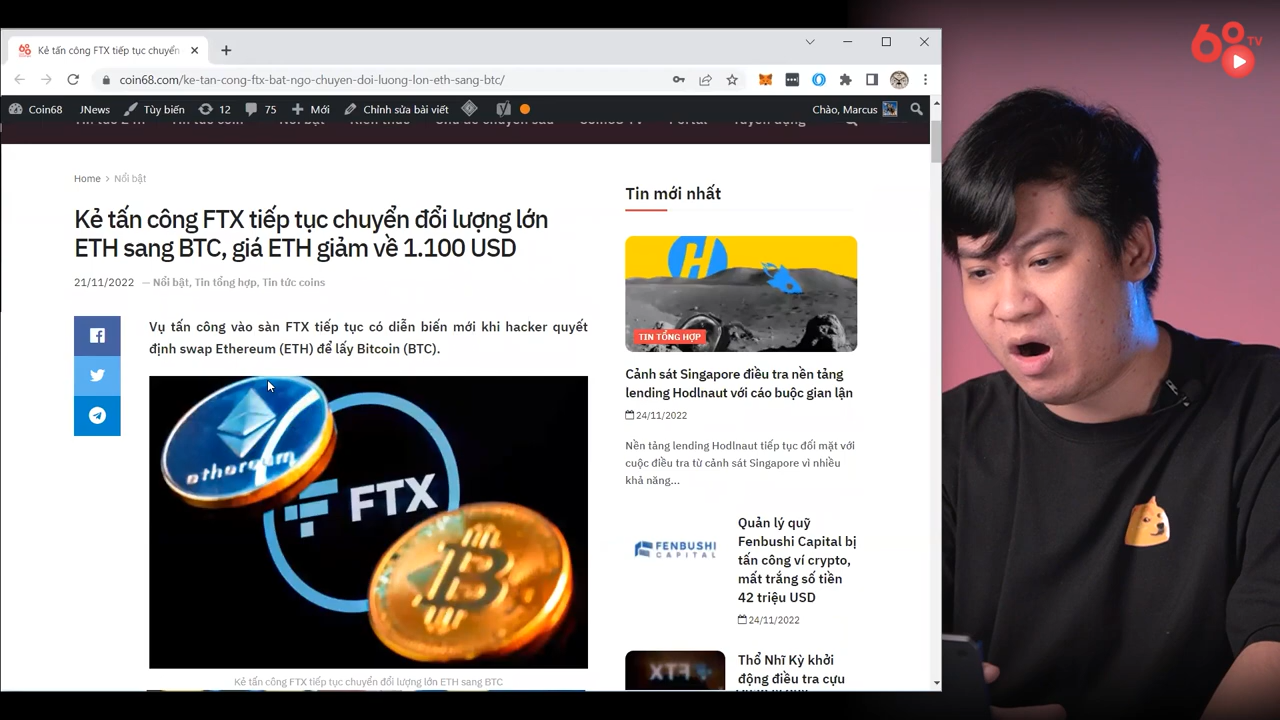 68 TV
Kẻ tấn công FTX tiếp tục chuyển
coin68.com/ke-tan-cong-ftx-bat-ngo-chuyen-doi-luong-lon-eth-sang-btc/
Coin68 JNews Tùy biến 12 75 Mới Chỉnh sửa bài viết Chào, Marcus
Home > Nổi bật
Kẻ tấn công FTX tiếp tục chuyển đổi lượng lớn
ETH sang BTC, giá ETH giảm về 1.100 USD
21/11/2022 — Nổi bật, Tin tổng hợp, Tin tức coins
Vụ tấn công vào sàn FTX tiếp tục có diễn biến mới khi hacker quyết
định swap Ethereum (ETH) để lấy Bitcoin (BTC).
ethereum
FTX
Kẻ tấn công FTX tiếp tục chuyển đổi lượng lớn ETH sang BTC
Tin mới nhất
TIN TỔNG HỢP
Cảnh sát Singapore điều tra nền tảng
lending Hodlnaut với cáo buộc gian lận
24/11/2022
Nền tảng lending Hodlnaut tiếp tục đối mặt với
cuộc điều tra từ cảnh sát Singapore vì nhiều
khả năng...
FENBUSHI
CAPITAL
Quản lý quỹ
Fenbushi Capital bị
tấn công ví crypto,
mất trắng số tiền
42 triệu USD
24/11/2022
FTX
Thổ Nhĩ Kỳ khởi
động điều tra cựu